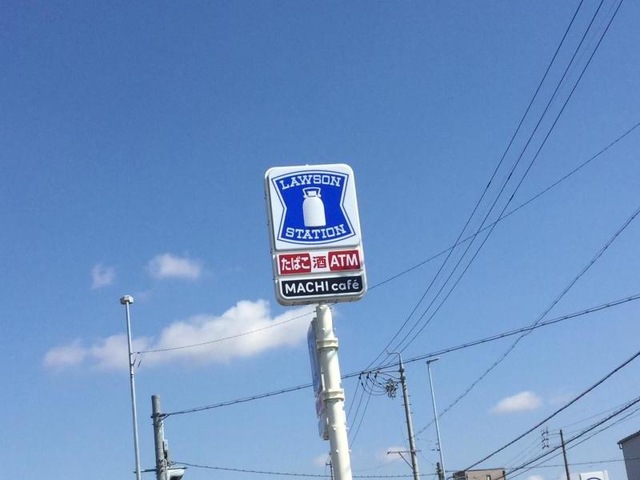 LAWSON
STATION
たばこ 酒 ATM
MACHI café